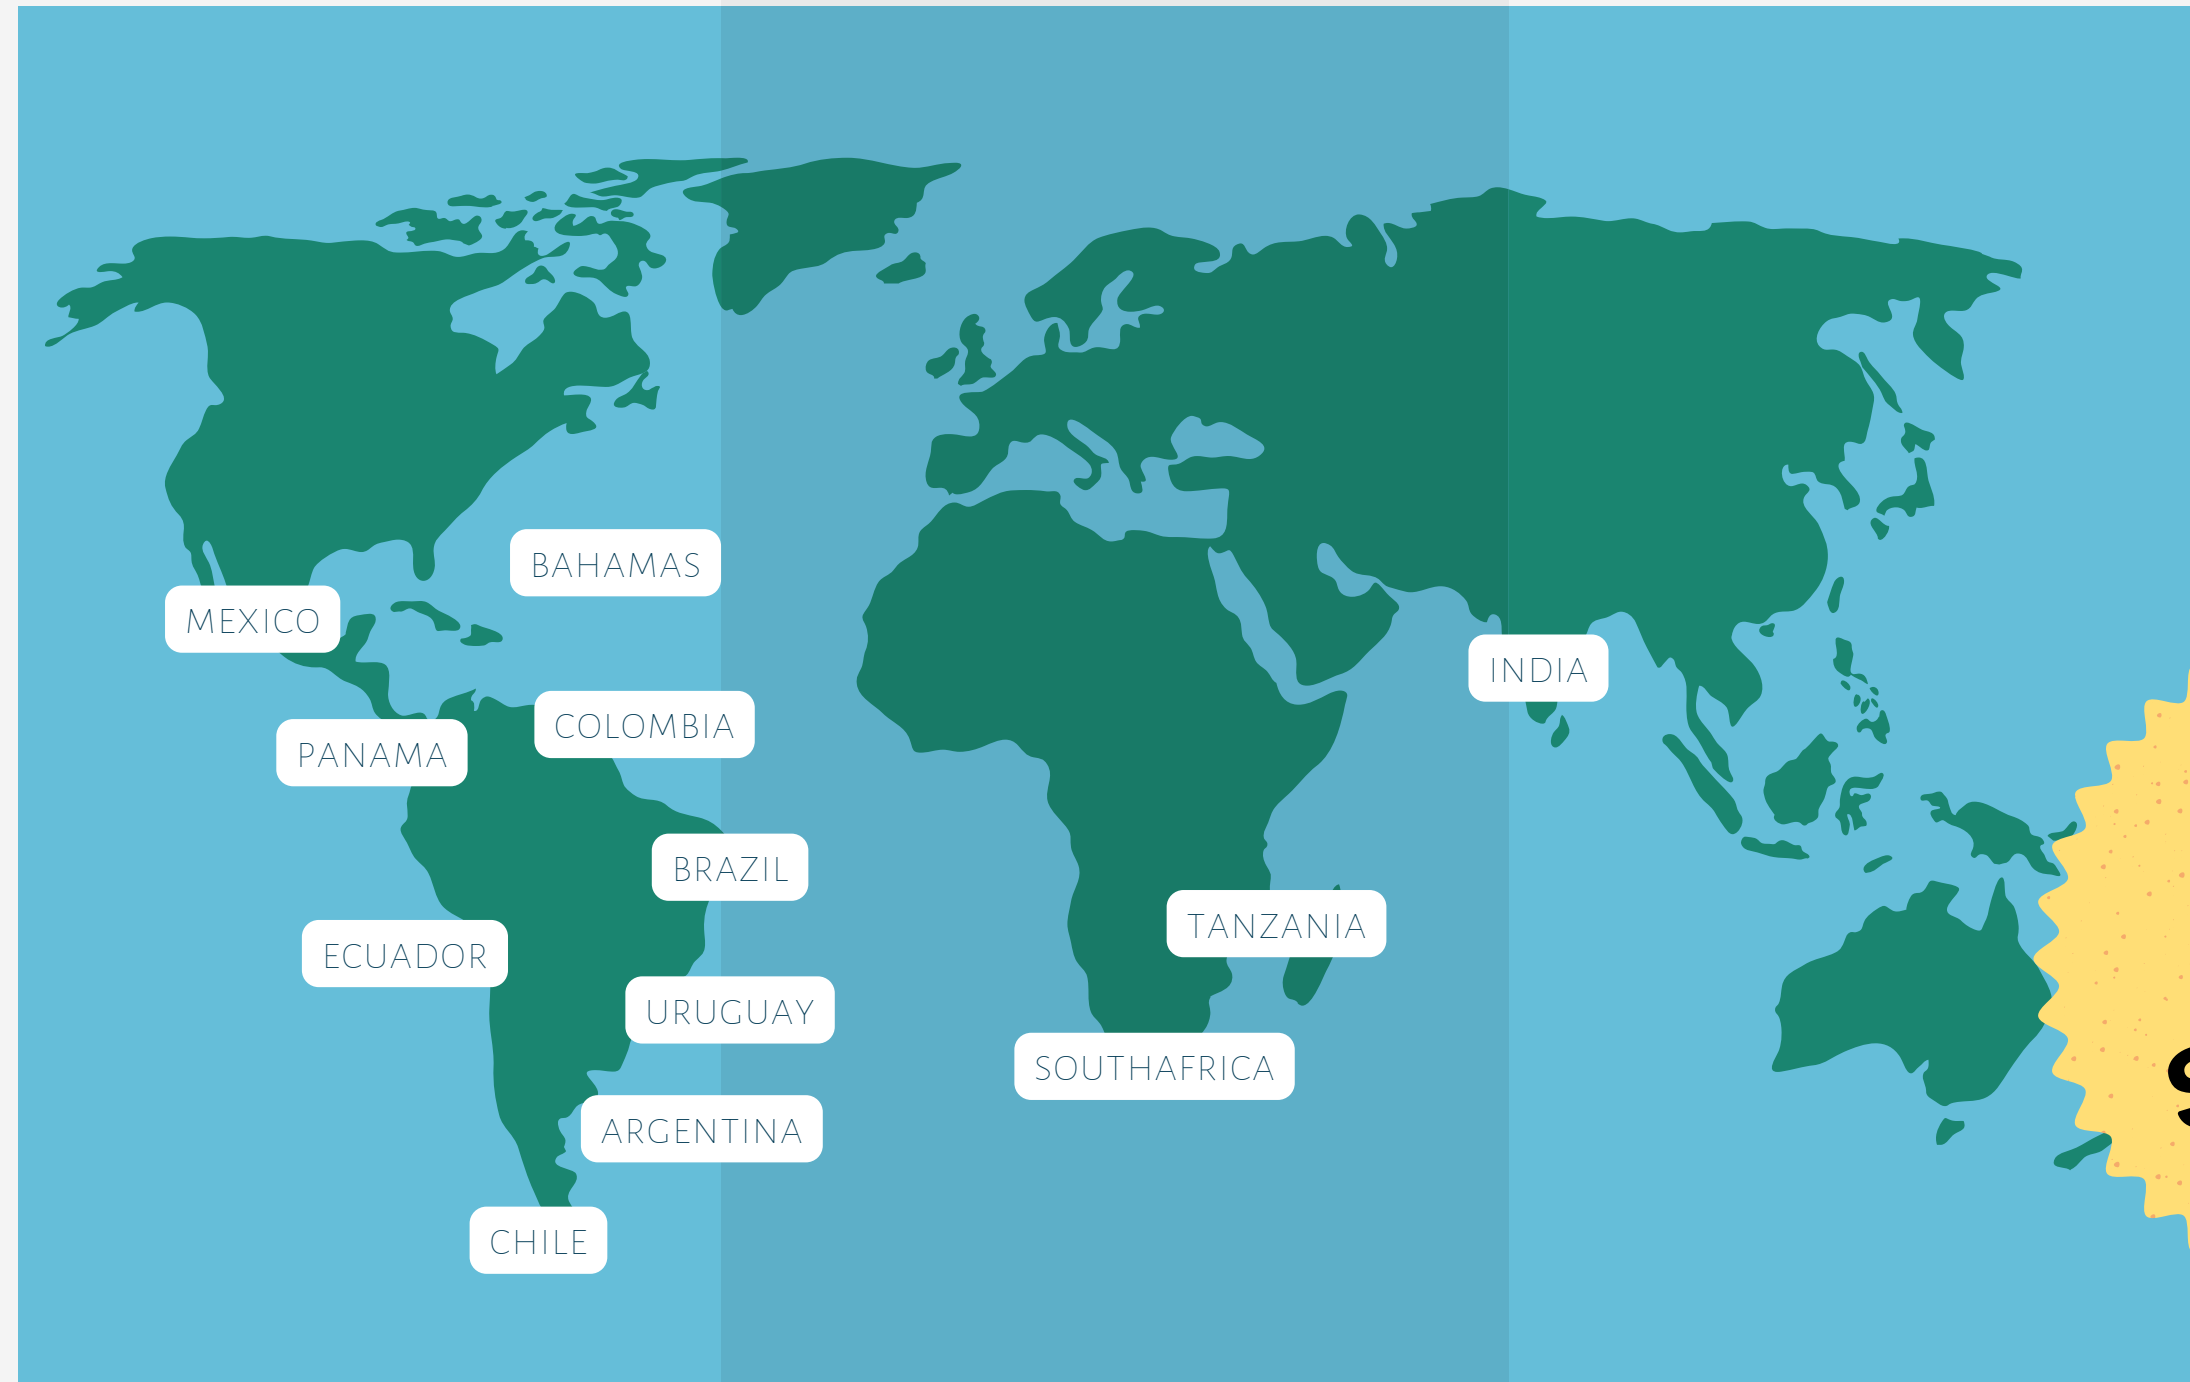 BAHAMAS
MEXICO
INDIA
COLOMBIA
PANAMA
BRAZIL
TANZANIA
ECUADOR
URUGUAY
SOUTHAFRICA
ARGENTINA
CHILE